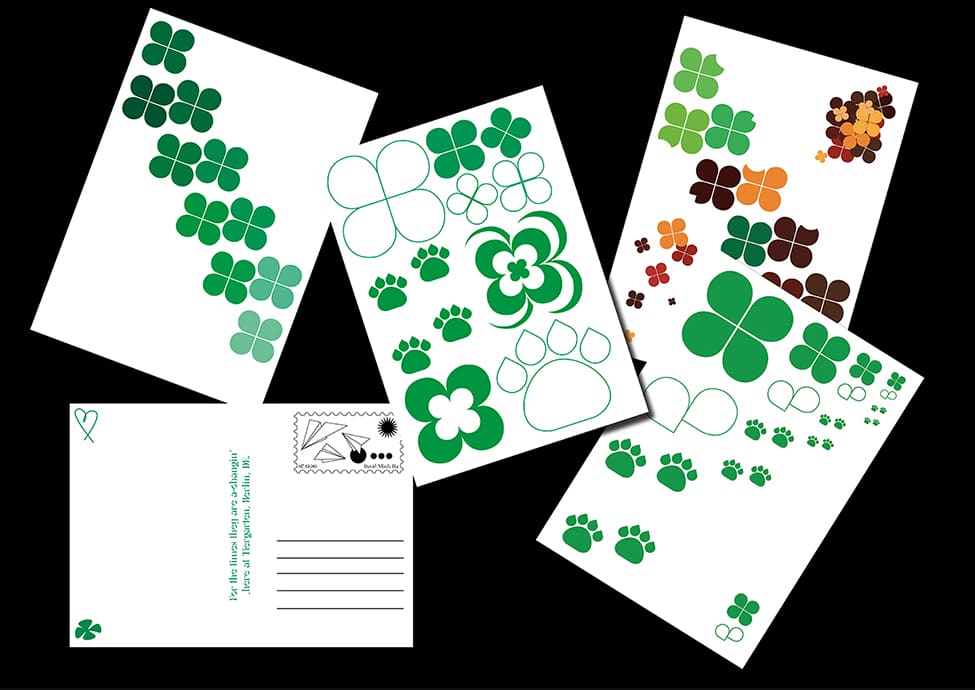 For the times they are a-changin'
,here at Tiergarten, Berlin, DE.